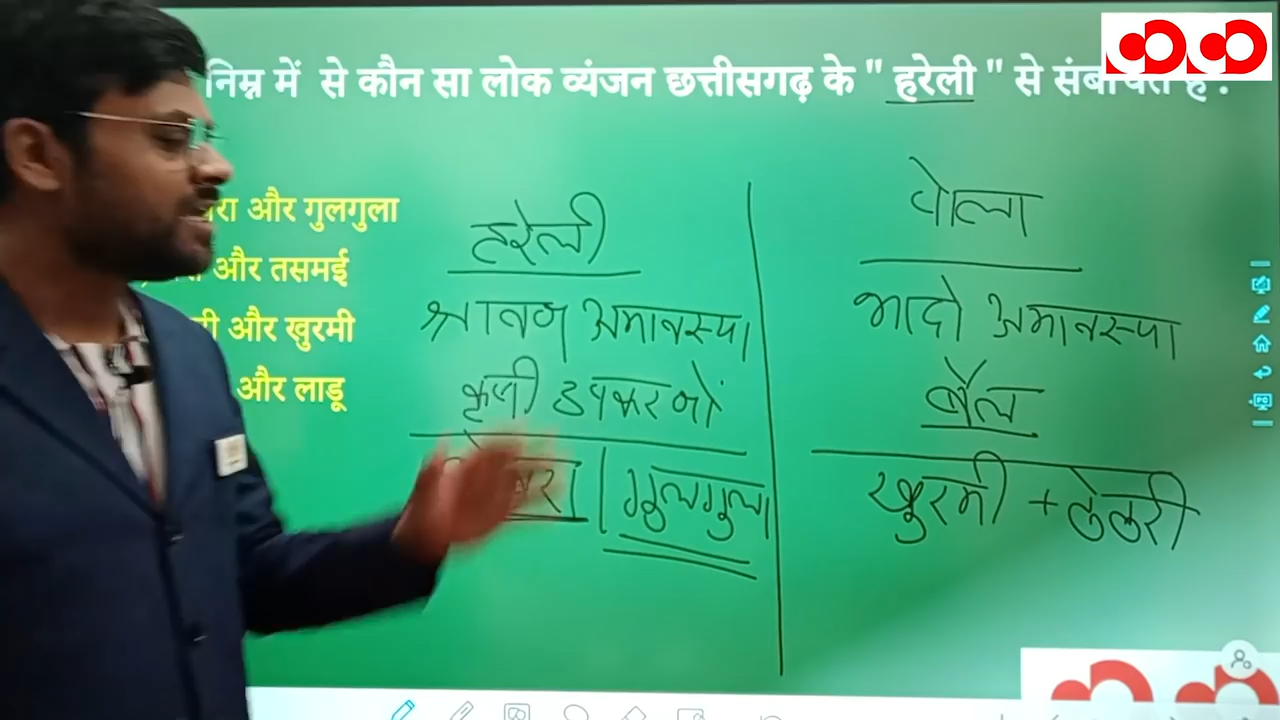 निम्न में से कौन सा लोक व्यंजन छत्तीसगढ़ के " हरेली " से
और गुलगुला
और तसमई
और खुरमी
और लाडू
हरेली
श्रावण अमावस्या
कृषी उपकरणों
गुलगुला
पोला
भादो अमावस्या
बैल
खुरमी + ठेठरी